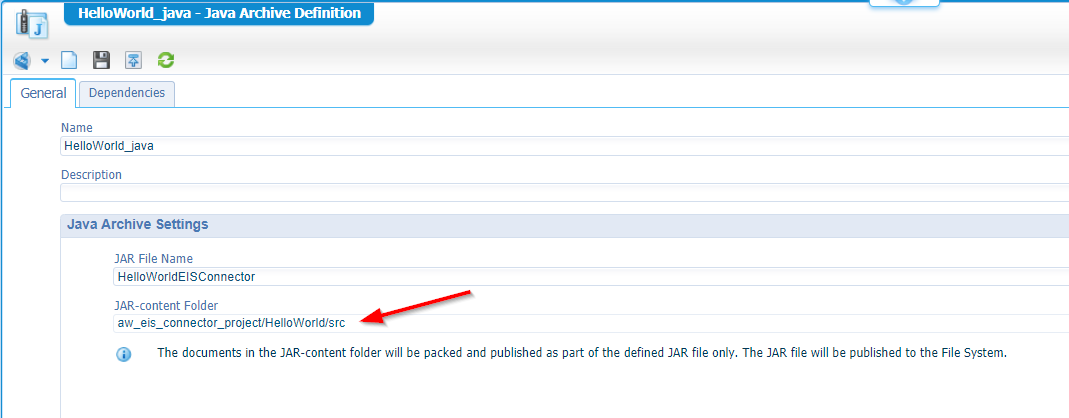 HelloWorld_java - Java Archive Definition
General
Dependencies
Name
HelloWorld_java
Description
Java Archive Settings
JAR File Name
HelloWorldEISConnector
JAR-content Folder
aw_eis_connector_project/HelloWorld/src
The documents in the JAR-content folder will be packed and published as part of the defined JAR file only. The JAR file will be published to the File System.